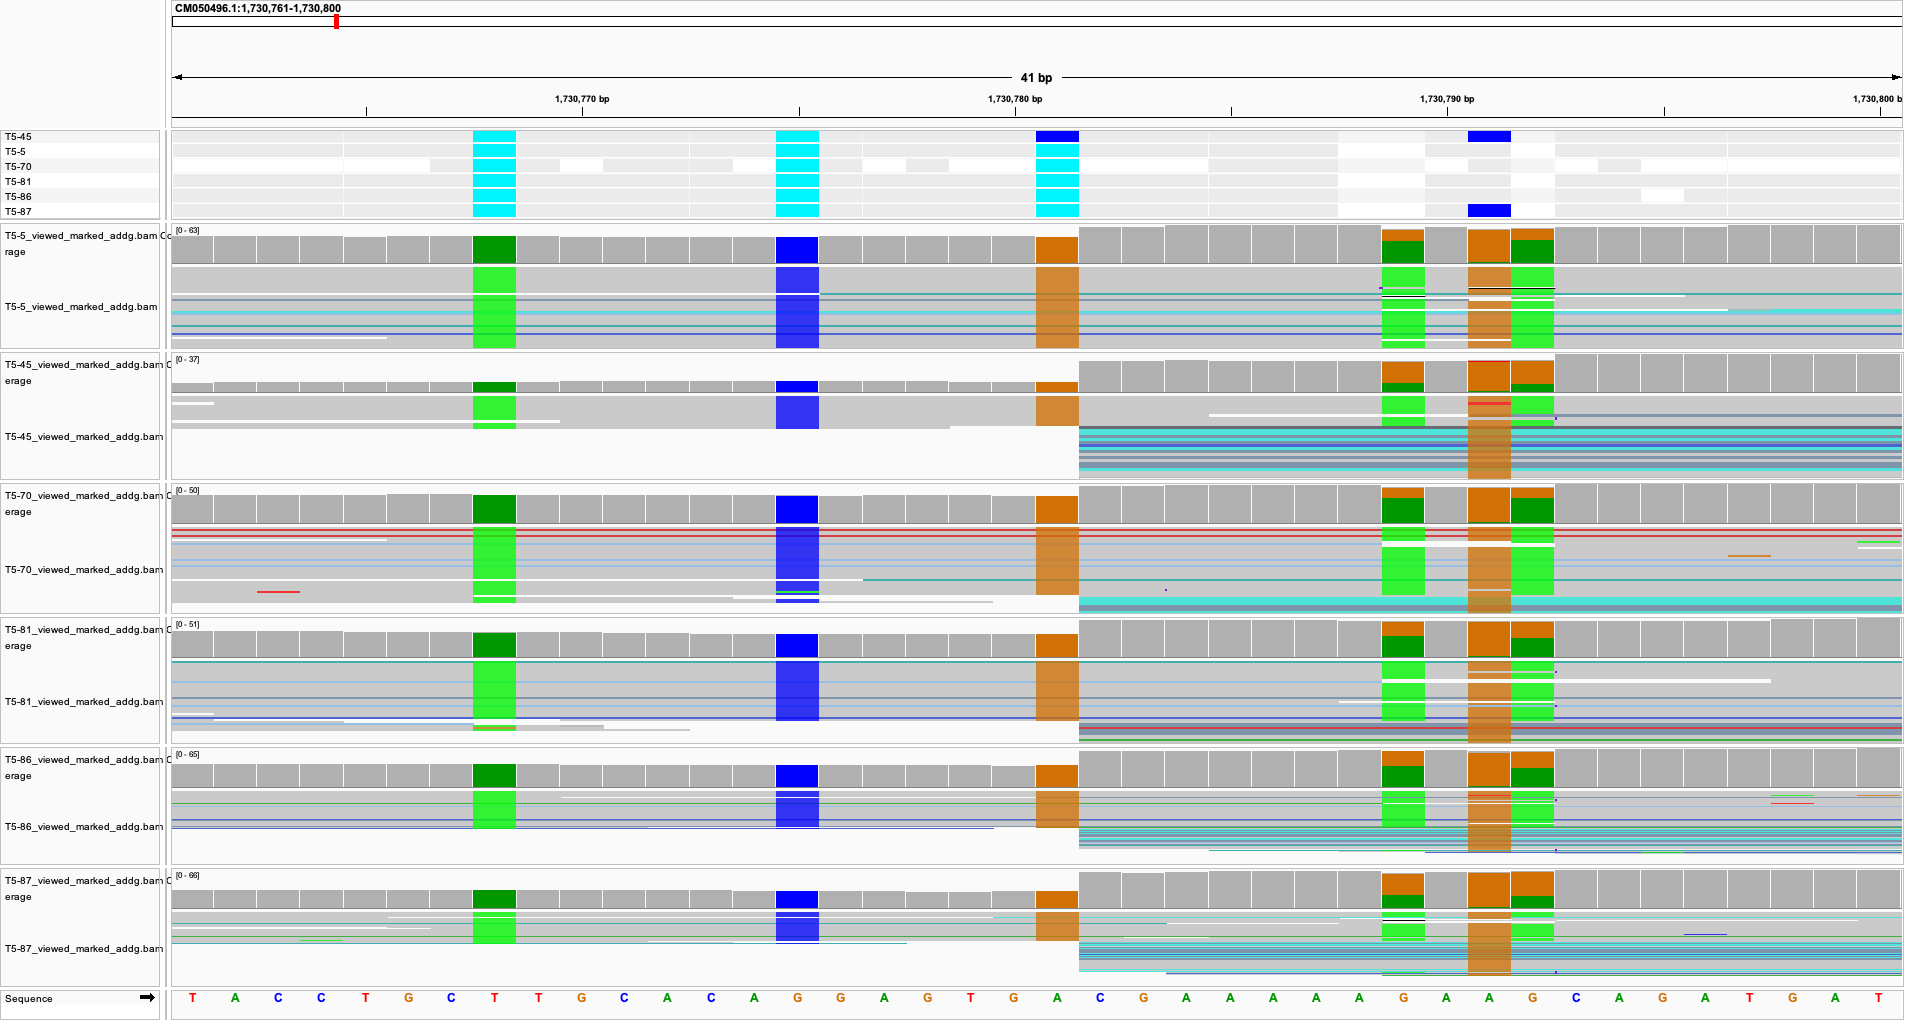 CM050496.1:1,730,761-1,730,800
41 bp
1,730,770 bp
1,730,780 bp
1,730,790 bp
1,730,800 b
T5-45
T5-5
T5-70
T5-81
T5-86
T5-87
T5-5_viewed_marked_addg.bam Co
rage
[0 - 63]
T5-5_viewed_marked_addg.bam
T5-45_viewed_marked_addg.bam C
erage
[0 - 37]
T5-45_viewed_marked_addg.bam
T5-70_viewed_marked_addg.bam C
erage
[0 - 50]
T5-70_viewed_marked_addg.bam
T5-81_viewed_marked_addg.bam C
erage
[0 - 51]
T5-81_viewed_marked_addg.bam
T5-86_viewed_marked_addg.bam C
erage
[0 - 65]
T5-86_viewed_marked_addg.bam
T5-87_viewed_marked_addg.bam C
erage
[0 - 66]
T5-87_viewed_marked_addg.bam
Sequence T A C C T G C T T G C A C A G G A G T G A C G A A A A A G A A G C A G A T G A T